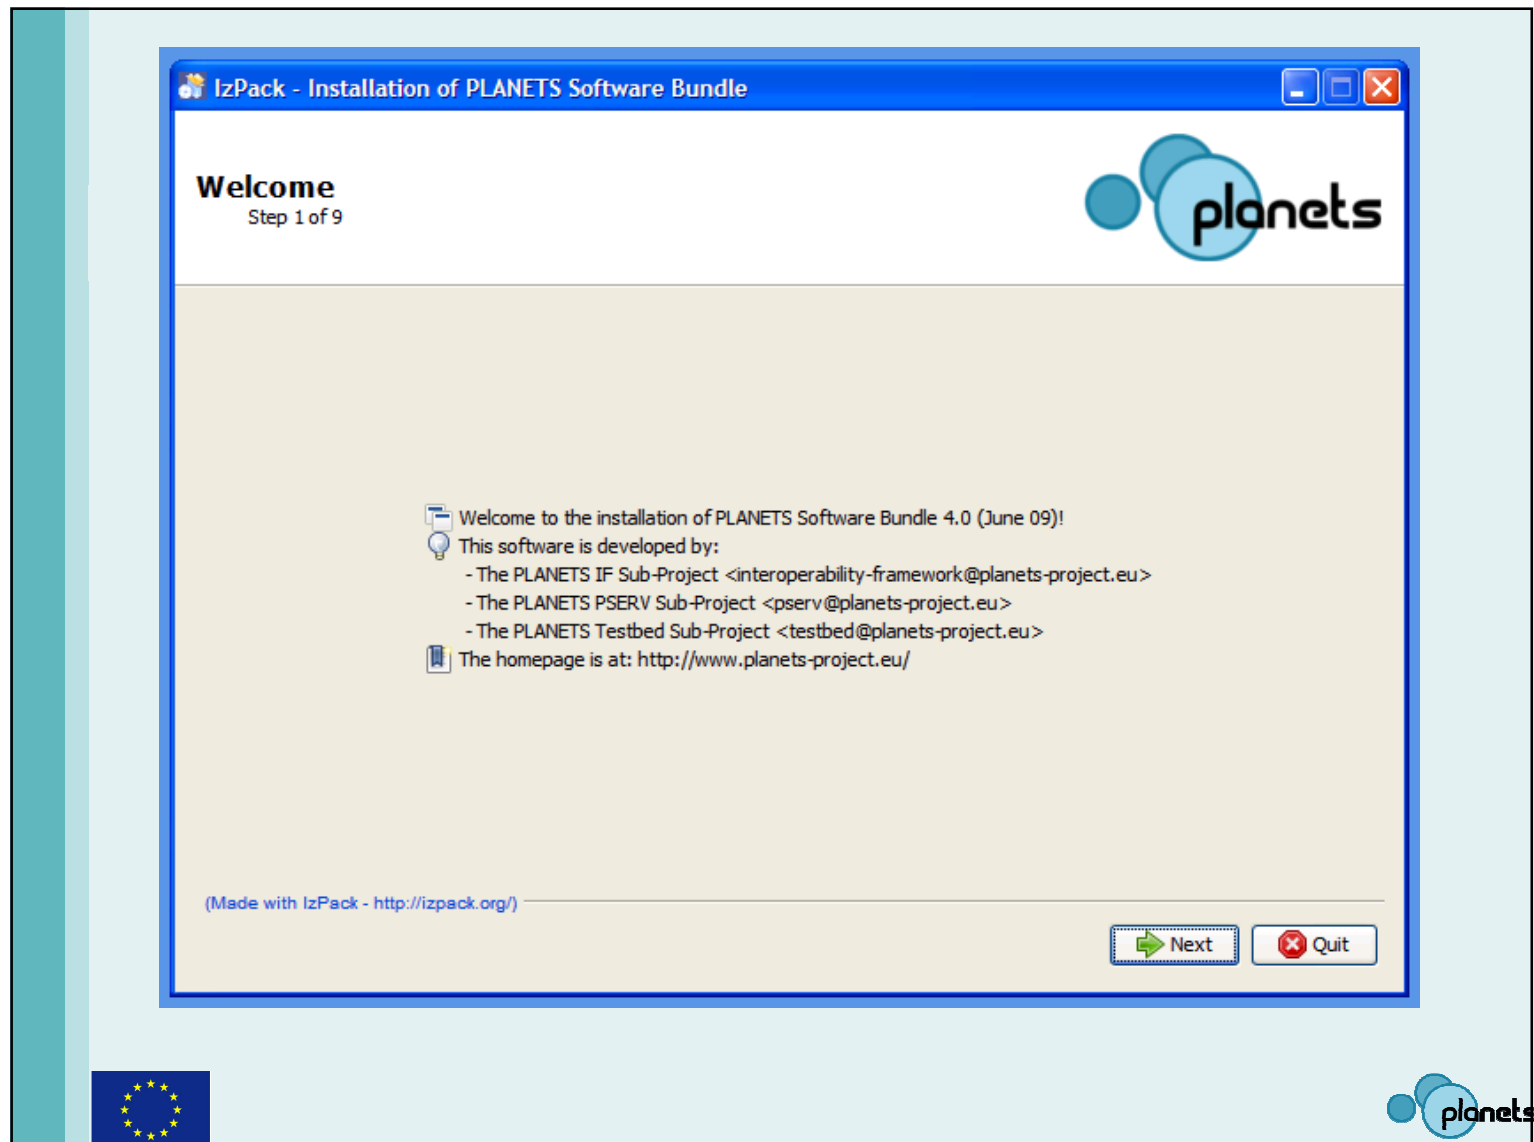 IzPack - Installation of PLANETS Software Bundle
Welcome
Step 1 of 9
planets
Welcome to the installation of PLANETS Software Bundle 4.0 (June 09)!
This software is developed by:
- The PLANETS IF Sub-Project <interoperability-framework@planets-project.eu>
- The PLANETS PSERV Sub-Project <pserv@planets-project.eu>
- The PLANETS Testbed Sub-Project <testbed@planets-project.eu>
The homepage is at: http://www.planets-project.eu/
(Made with IzPack - http://izpack.org/)
Next
Quit
planets